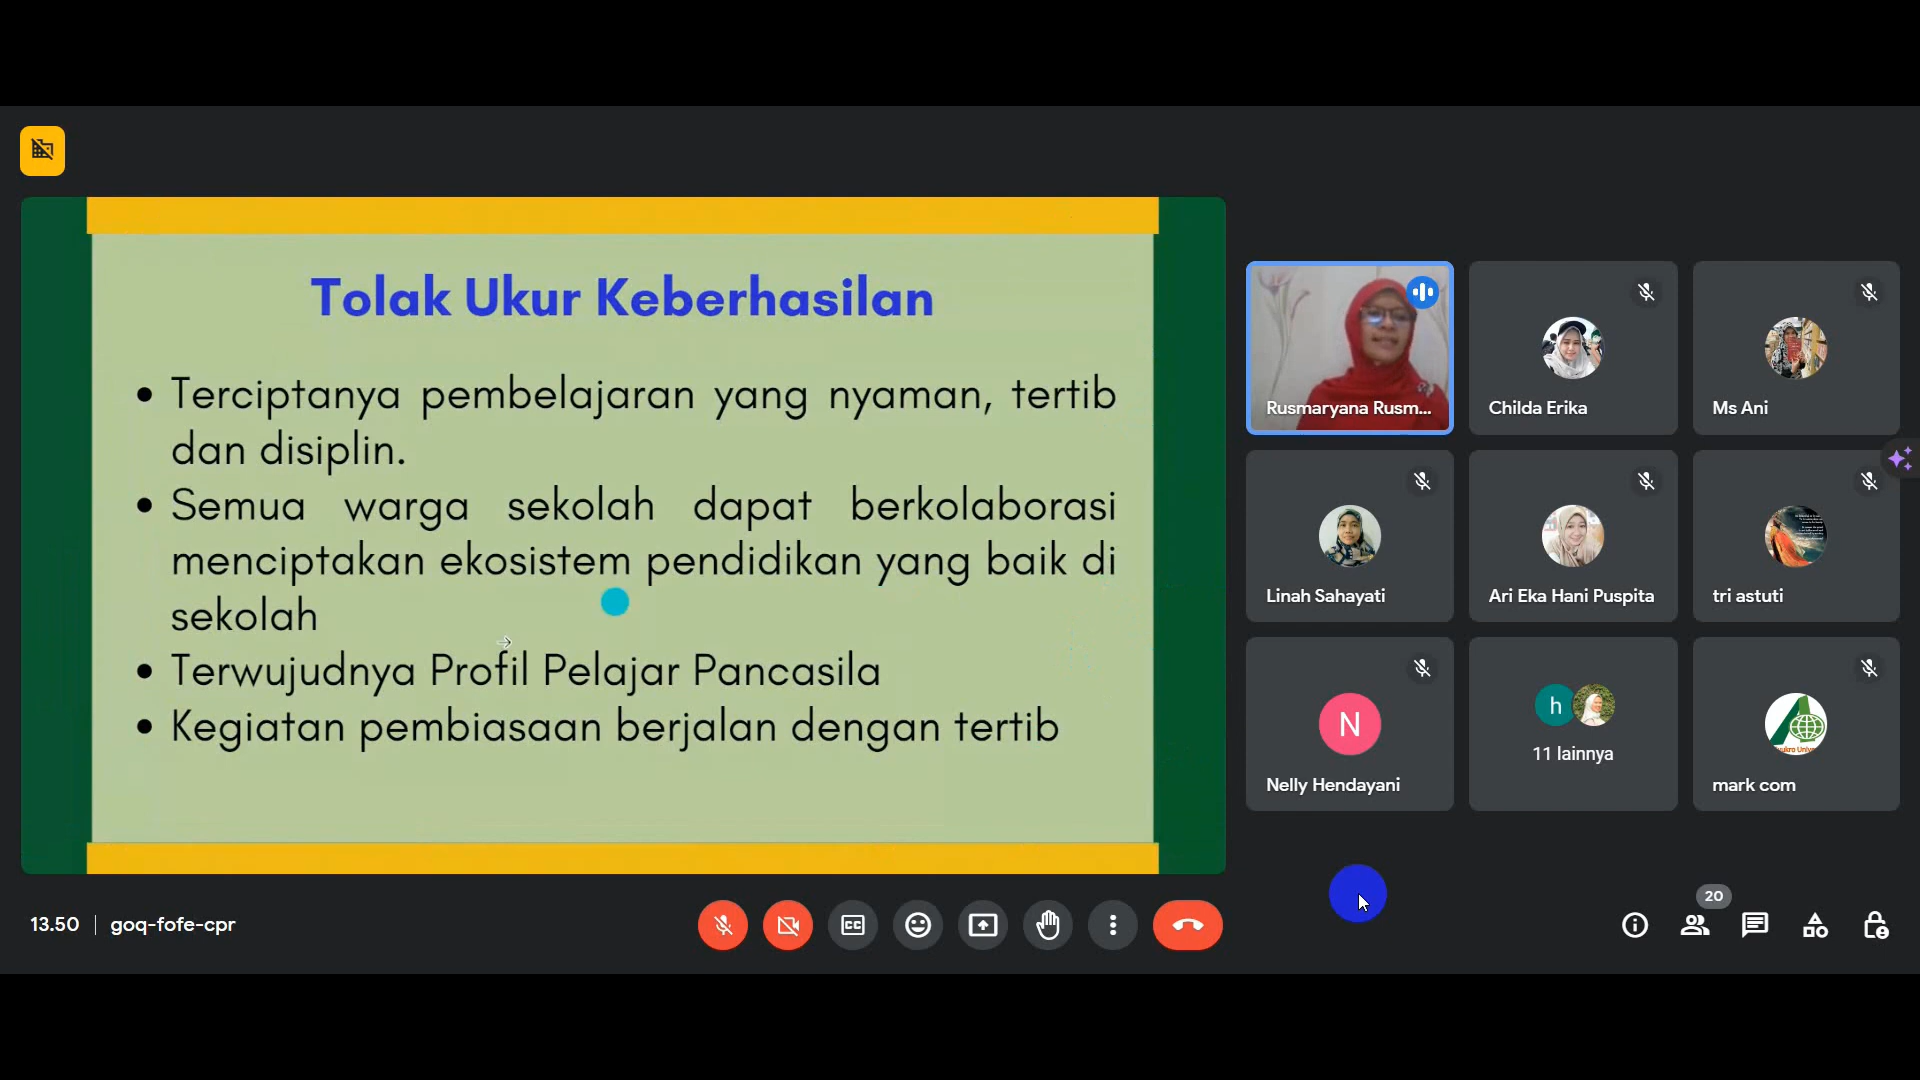 Tolak Ukur Keberhasilan
• Terciptanya pembelajaran yang nyaman, tertib
dan disiplin.
• Semua warga sekolah dapat berkolaborasi
menciptakan ekosistem pendidikan yang baik di
sekolah
• Terwujudnya Profil Pelajar Pancasila
• Kegiatan pembiasaan berjalan dengan tertib
Rusmaryana Rusm...
Childa Erika
Ms Ani
Linah Sahayati
Ari Eka Hani Puspita
tri astuti
N
Nelly Hendayani
h
11 lainnya
mark com
13.50
goq-fofe-cpr
CC
20